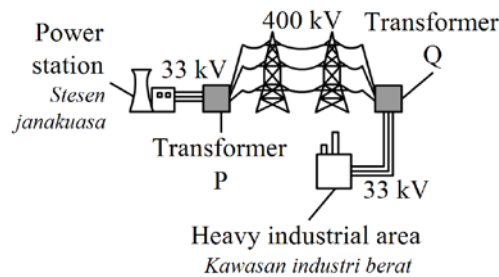 Power
station
Stesen
janakuasa
33 kV
400 kV
Transformer
Q
Transformer
P
33 kV
Heavy industrial area
Kawasan industri berat